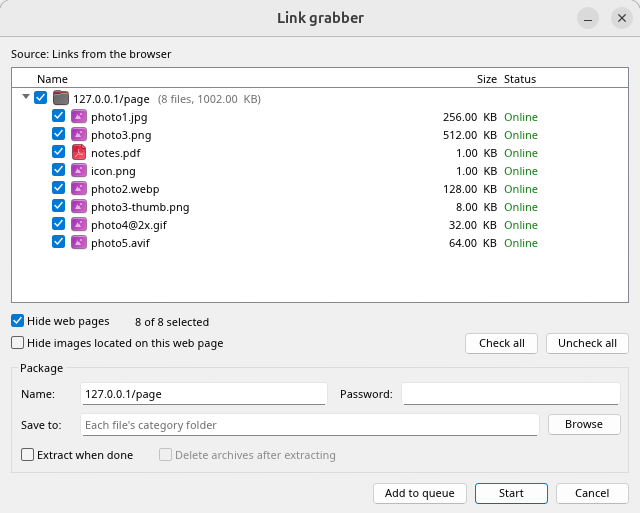 Link grabber
Source: Links from the browser
Name Size Status
127.0.0.1/page (8 files, 1002.00 KB)
photo1.jpg 256.00 KB Online
photo3.png 512.00 KB Online
notes.pdf 1.00 KB Online
icon.png 1.00 KB Online
photo2.webp 128.00 KB Online
photo3-thumb.png 8.00 KB Online
photo4@2x.gif 32.00 KB Online
photo5.avif 64.00 KB Online
Hide web pages 8 of 8 selected
Hide images located on this web page Check all Uncheck all
Package
Name: 127.0.0.1/page Password:
Save to: Each file's category folder Browse
Extract when done Delete archives after extracting
Add to queue Start Cancel